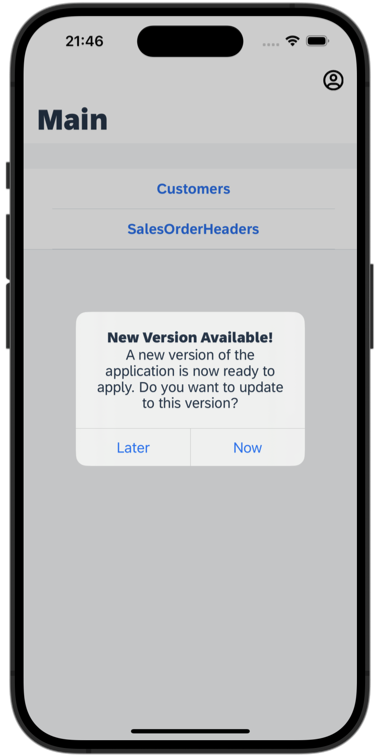 21:46
Main
Customers
SalesOrderHeaders
New Version Available!
A new version of the
application is now ready to
apply. Do you want to update
to this version?
Later
Now